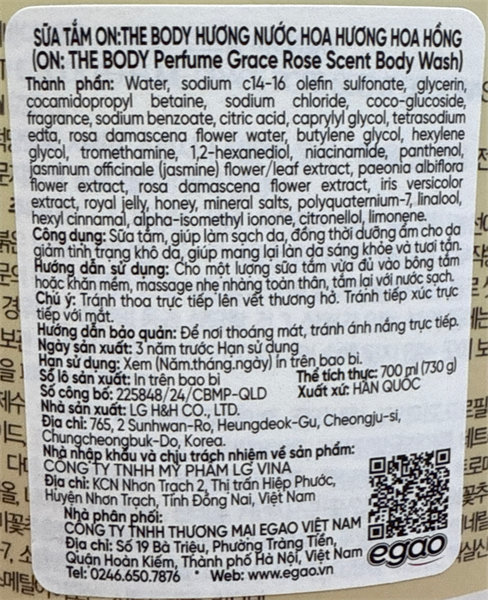 SỮA TẮM ON:THE BODY HƯƠNG NƯỚC HOA HƯƠNG HOA HỒNG
(ON: THE BODY Perfume Grace Rose Scent Body Wash)
Thành phần: Water, sodium c14-16 olefin sulfonate, glycerin,
cocamidopropyl betaine, sodium chloride, coco-glucoside,
fragrance, sodium benzoate, citric acid, caprylyl glycol, tetrasodium
edta, rosa damascena flower water, butylene glycol, hexylene
glycol, tromethamine, 1,2-hexanediol, niacinamide, panthenol,
jasminum officinale (jasmine) flower/leaf extract, paeonia albiflora
flower extract, rosa damascena flower extract, iris versicolor
extract, royal jelly, honey, mineral salts, polyquaternium-7, linalool,
hexyl cinnamal, alpha-isomethyl ionone, citronellol, limonene.
Công dụng: Sữa tắm, giúp làm sạch da, đồng thời dưỡng ẩm cho da
giảm tình trạng khô da, giúp mang lại làn da sáng khỏe và tươi tắn.
Hướng dẫn sử dụng: Cho một lượng sữa tắm vừa đủ vào bông tắm
hoặc khăn mềm, massage nhẹ nhàng toàn thân, tắm lại với nước sạch.
Chú ý: Tránh thoa trực tiếp lên vết thương hở. Tránh tiếp xúc trực
tiếp với mắt.
Hướng dẫn bảo quản: Để nơi thoáng mát, tránh ánh nắng trực tiếp.
Ngày sản xuất: 3 năm trước Hạn sử dụng
Hạn sử dụng: Xem (Năm.tháng.ngày) in trên bao bì.
Số lô sản xuất: In trên bao bì Thể tích thực: 700 ml (730 g)
Số công bố: 225848/24/CBMP-QLD Xuất xứ: HÀN QUỐC
Nhà sản xuất: LG H&H CO., LTD.
Địa chỉ: 765, 2 Sunhwan-Ro, Heungdeok-Gu, Cheongju-si,
Chungcheongbuk-Do, Korea.
Nhà nhập khẩu và chịu trách nhiệm về sản phẩm:
CÔNG TY TNHH MỸ PHẨM LG VINA
Địa chỉ: KCN Nhơn Trạch 2, Thị trấn Hiệp Phước,
Huyện Nhơn Trạch, Tỉnh Đồng Nai, Việt Nam
Nhà phân phối:
CÔNG TY TNHH THƯƠNG MẠI EGAO VIỆT NAM
Địa chỉ: Số 19 Bà Triệu, Phường Tràng Tiền,
Quận Hoàn Kiếm, Thành phố Hà Nội, Việt Nam
Tel: 0246.650.7876 * Web: www.egao.vn
egao